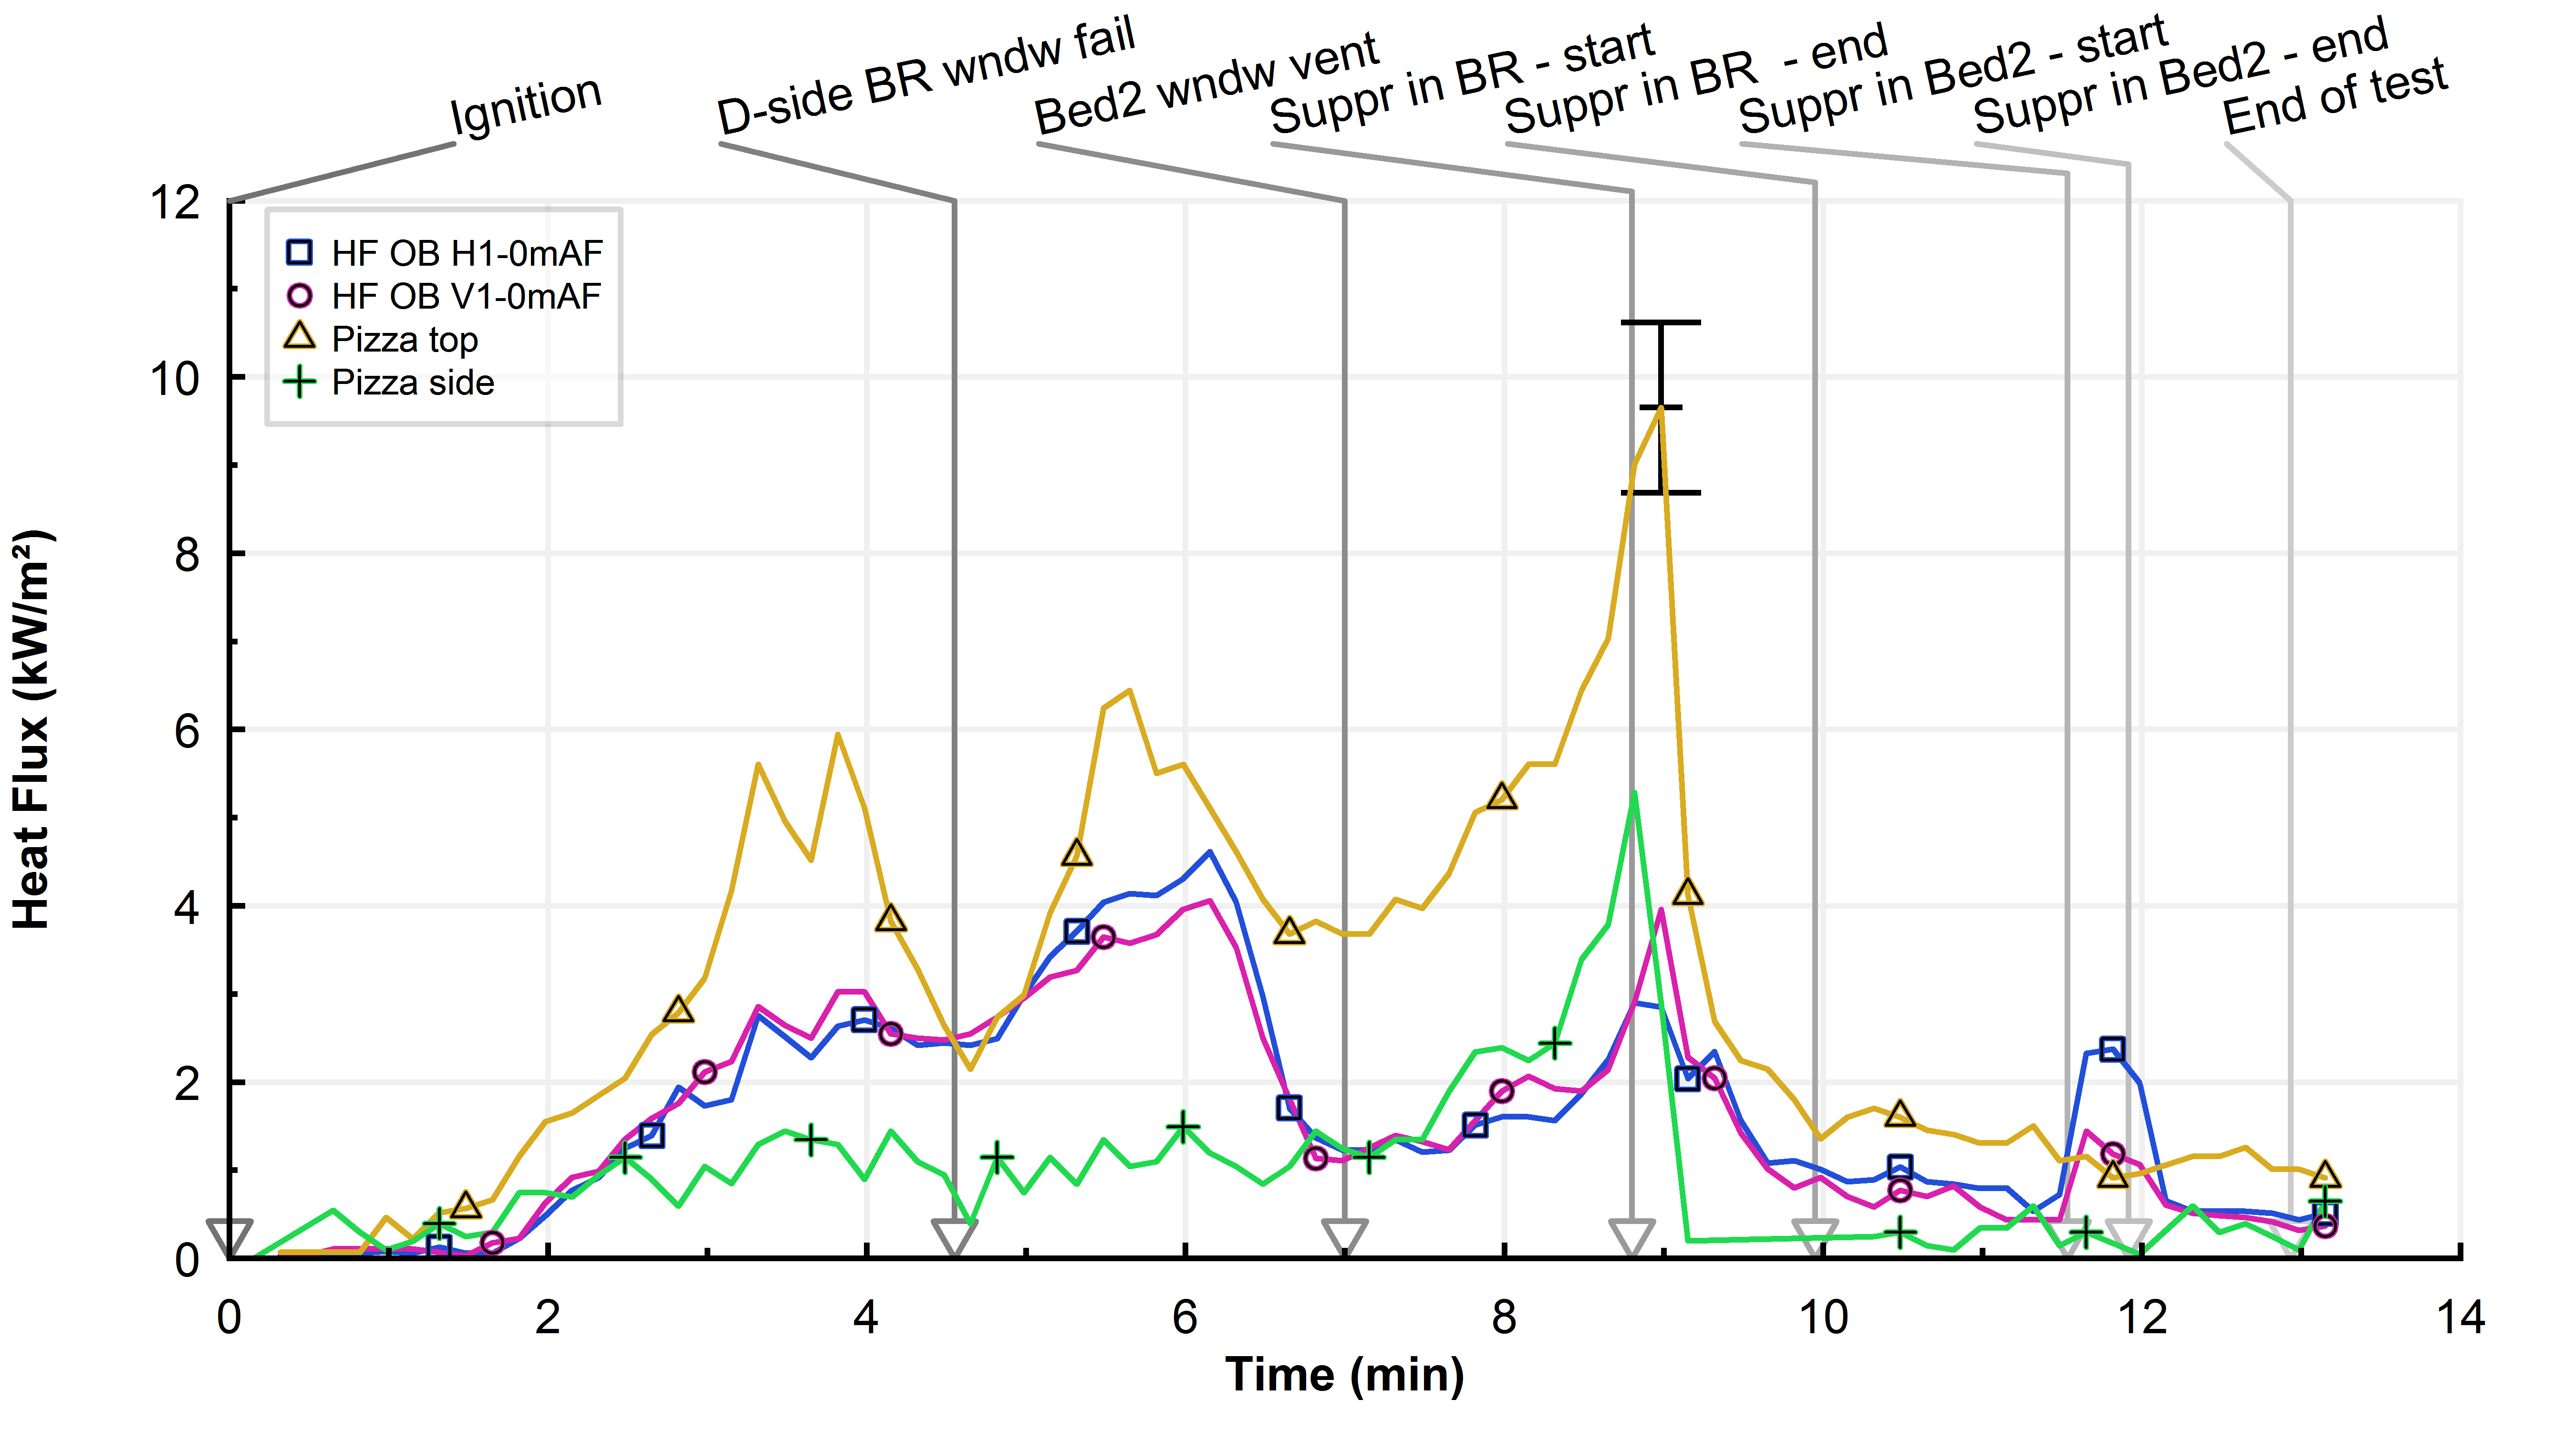 Ignition
D-side BR wndw fail
Bed2 wndw vent
Suppr in BR - start
Suppr in BR  - end
Suppr in Bed2 - start
Suppr in Bed2 - end
End of test
HF OB H1-0mAF
HF OB V1-0mAF
Pizza top
Pizza side
Heat Flux (kW/m²)
12
10
8
6
4
2
0
0 2 4 6 8 10 12 14
Time (min)